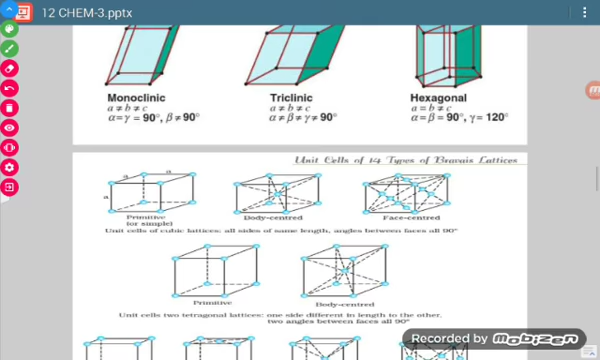 12 CHEM-3.pptx
Monoclinic
a ≠ b ≠ c
α = γ = 90°, β ≠ 90°
Triclinic
a ≠ b ≠ c
α ≠ β ≠ γ ≠ 90°
Hexagonal
a = b ≠ c
α = β = 90°, γ = 120°
Unit Cells of 14 Types of Bravais Lattices
a
a
a
Primitive
(or simple)
Body-centred
Face-centred
Unit cells of cubic lattices: all sides of same length, angles between faces all 90°
Primitive
Body-centred
Unit cells two tetragonal lattices: one side different in length to the other,
two angles between faces all 90°
Recorded by Mobizen